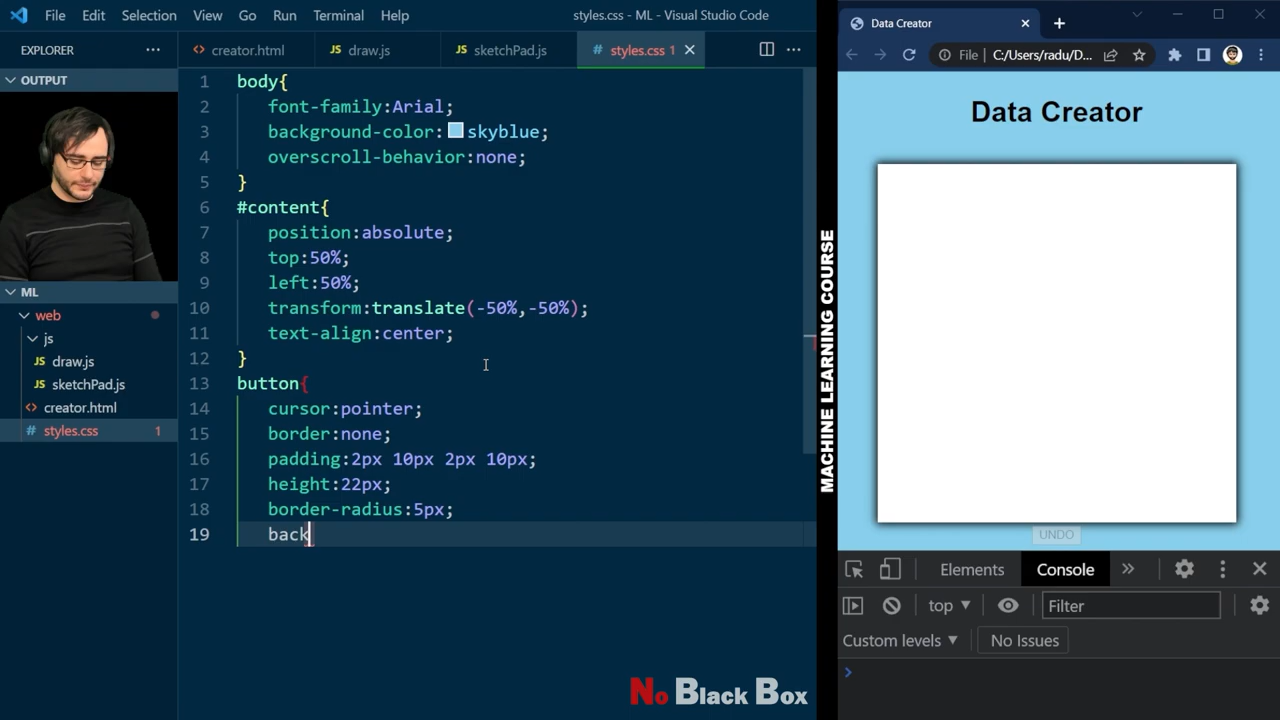 File Edit Selection View Go Run Terminal Help
styles.css - ML - Visual Studio Code
EXPLORER
creator.html
JS draw.js
JS sketchPad.js
# styles.css 1
OUTPUT
ML
web
js
JS draw.js
JS sketchPad.js
creator.html
# styles.css 1
1 body{
2 font-family:Arial;
3 background-color:skyblue;
4 overscroll-behavior:none;
5 }
6 #content{
7 position:absolute;
8 top:50%;
9 left:50%;
10 transform:translate(-50%,-50%);
11 text-align:center;
12 }
13 button{
14 cursor:pointer;
15 border:none;
16 padding:2px 10px 2px 10px;
17 height:22px;
18 border-radius:5px;
19 back
No Black Box
MACHINE LEARNING COURSE
Data Creator
File C:/Users/radu/D...
Data Creator
UNDO
Elements Console
top Filter
Custom levels No Issues